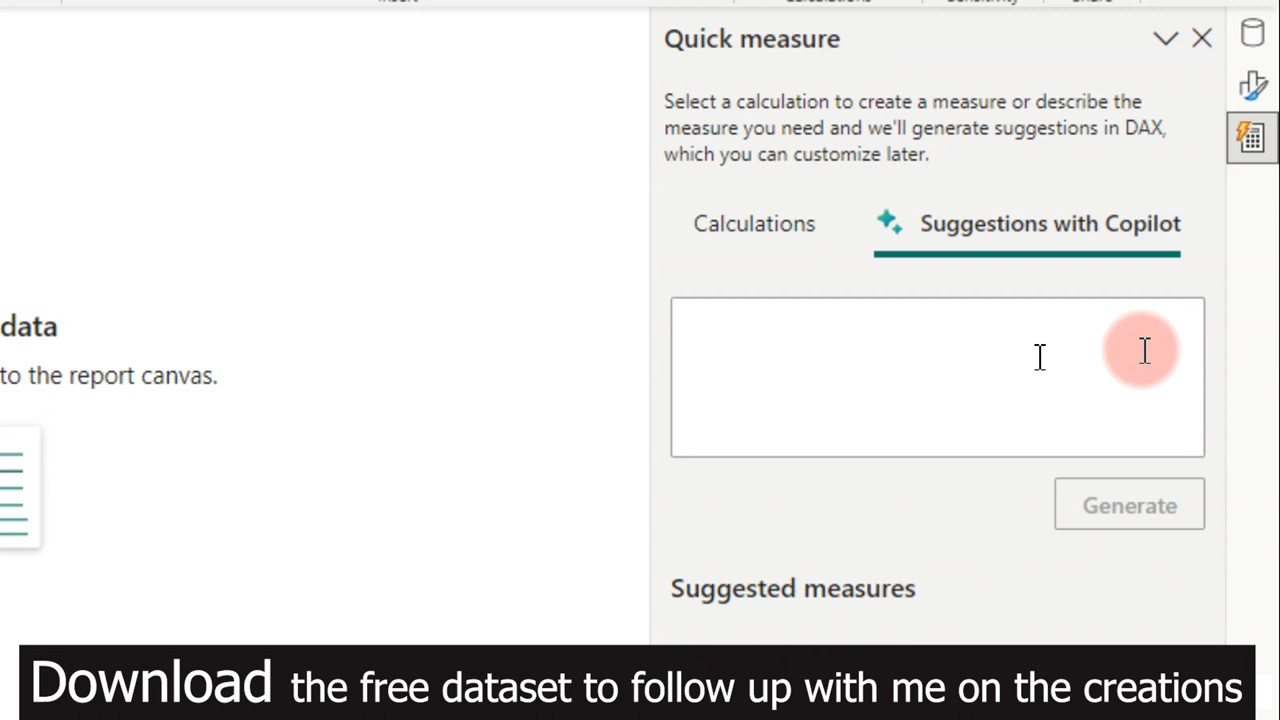 Quick measure
Select a calculation to create a measure or describe the
measure you need and we'll generate suggestions in DAX,
which you can customize later.
Calculations
Suggestions with Copilot
data
to the report canvas.
Generate
Suggested measures
Download the free dataset to follow up with me on the creations